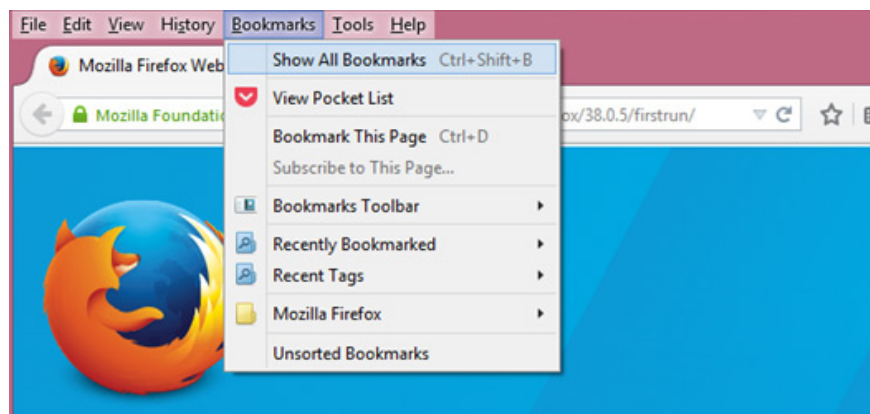 File Edit View History Bookmarks Tools Help
Mozilla Firefox Web
Show All Bookmarks Ctrl+Shift+B
View Pocket List
Mozilla Foundatio
ox/38.0.5/firstrun/
Bookmark This Page Ctrl+D
Subscribe to This Page...
Bookmarks Toolbar
Recently Bookmarked
Recent Tags
Mozilla Firefox
Unsorted Bookmarks